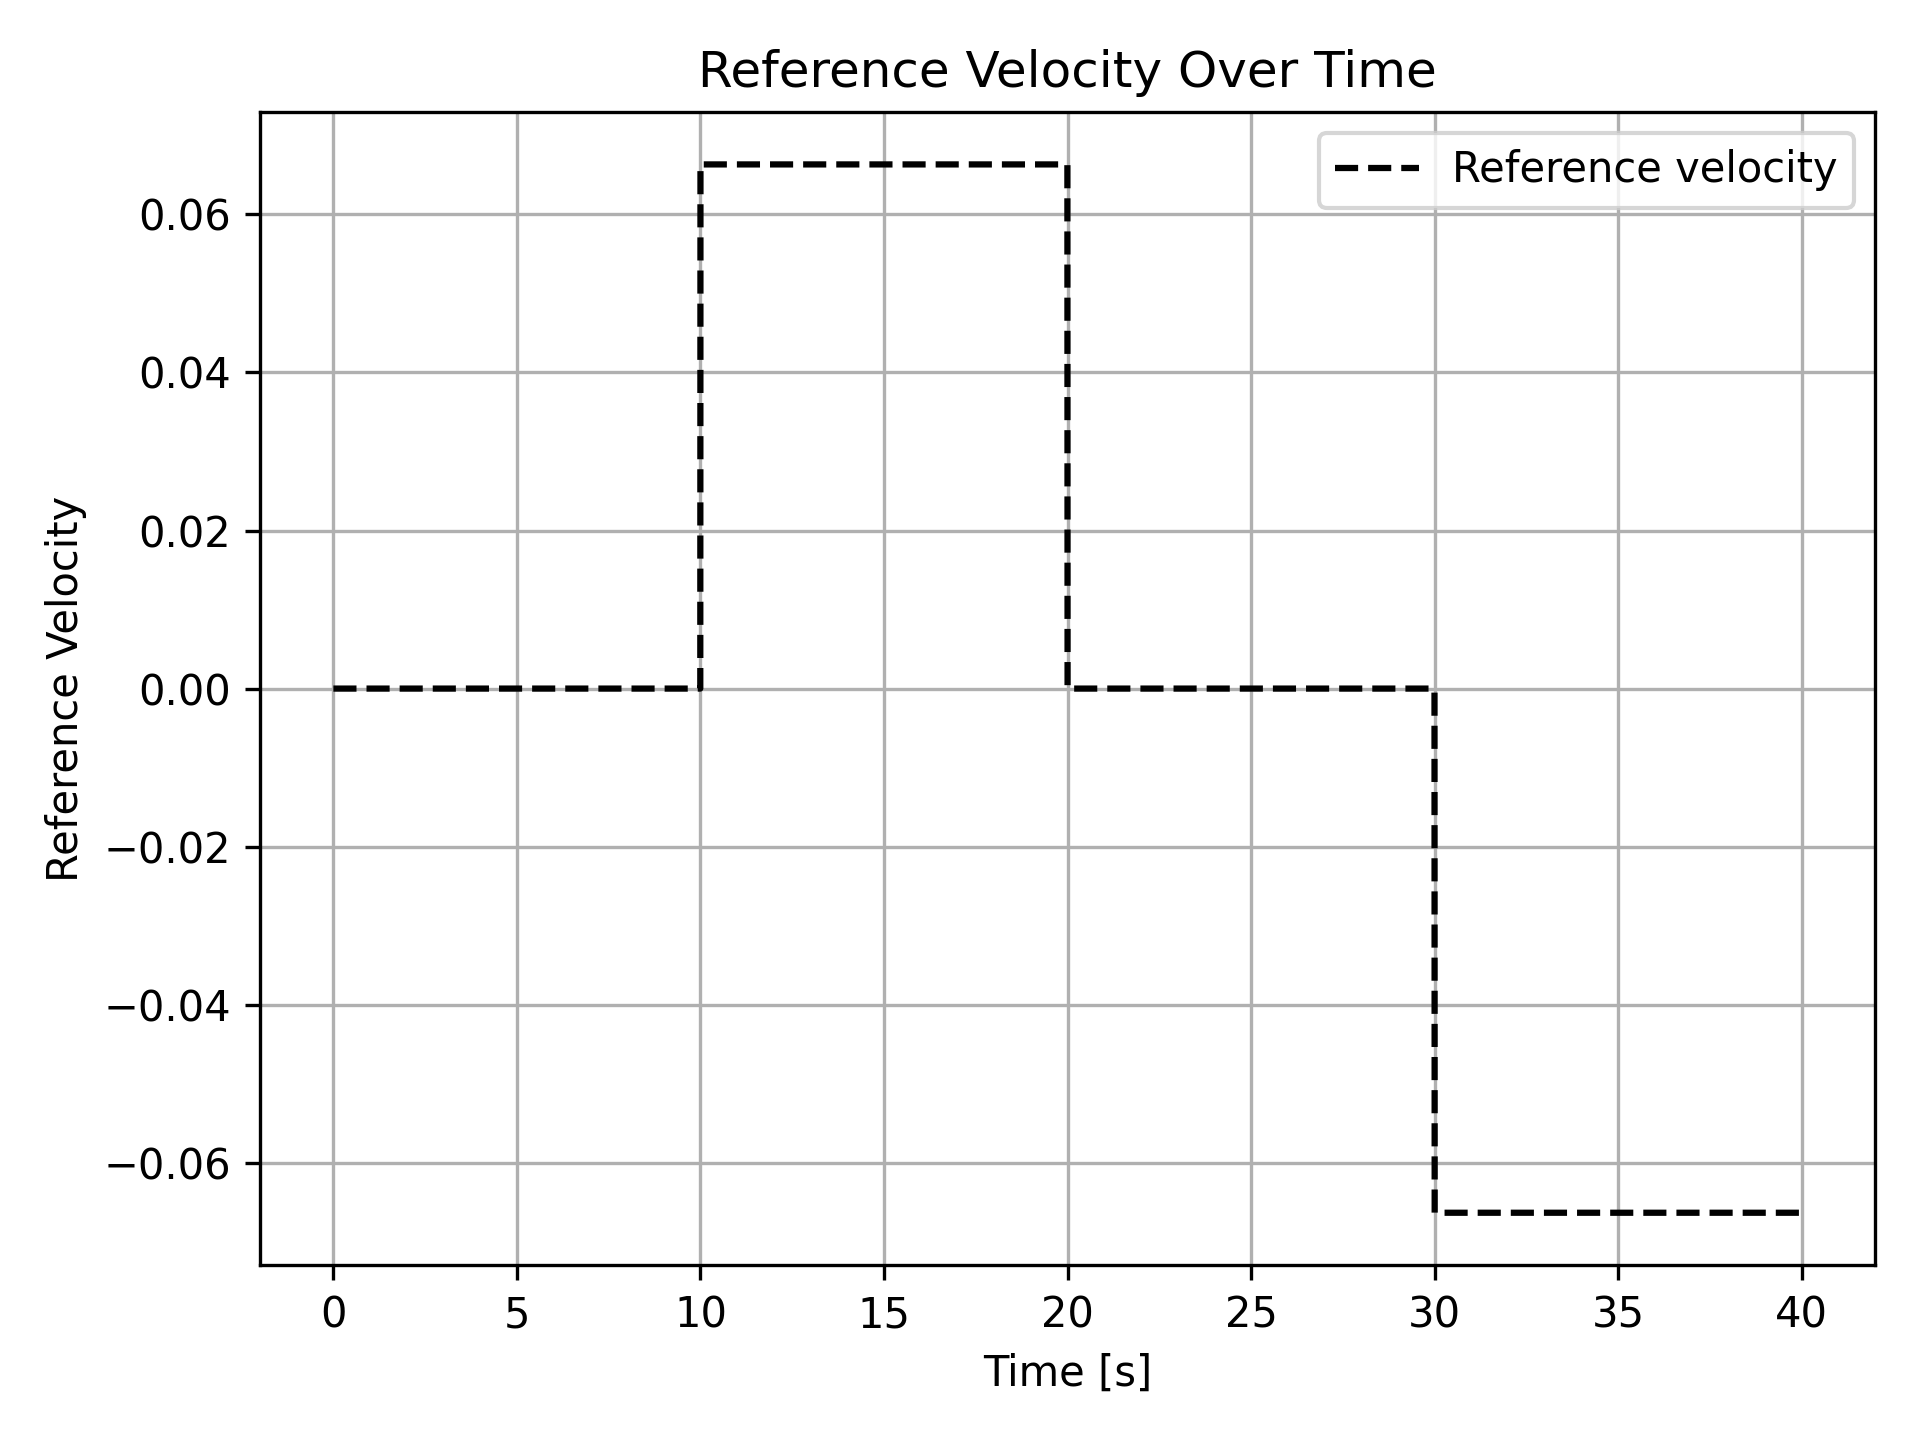 Reference Velocity Over Time
Reference velocity
Reference Velocity
0.06
0.04
0.02
0.00
−0.02
−0.04
−0.06
0 5 10 15 20 25 30 35 40
Time [s]